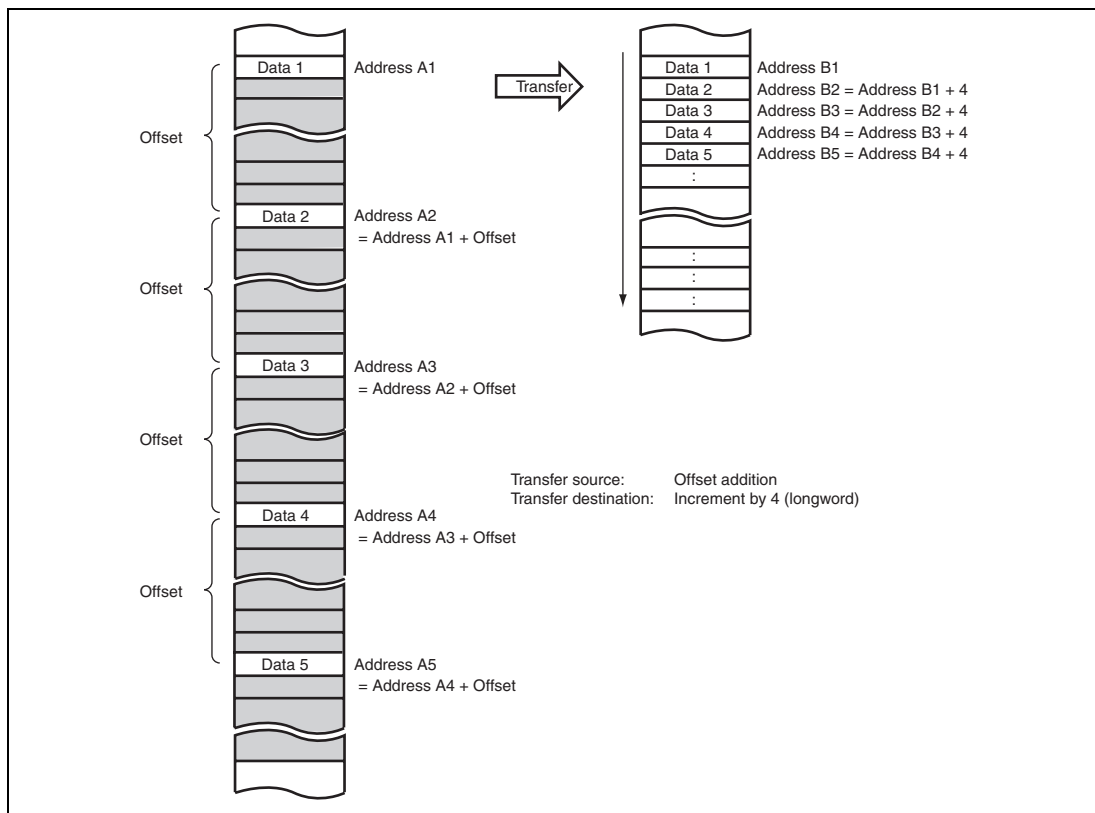 Data 1 Address A1
Offset
Data 2 Address A2
= Address A1 + Offset
Offset
Data 3 Address A3
= Address A2 + Offset
Offset
Data 4 Address A4
= Address A3 + Offset
Offset
Data 5 Address A5
= Address A4 + Offset
Transfer
Data 1 Address B1
Data 2 Address B2 = Address B1 + 4
Data 3 Address B3 = Address B2 + 4
Data 4 Address B4 = Address B3 + 4
Data 5 Address B5 = Address B4 + 4
:
:
:
:
Transfer source: Offset addition
Transfer destination: Increment by 4 (longword)